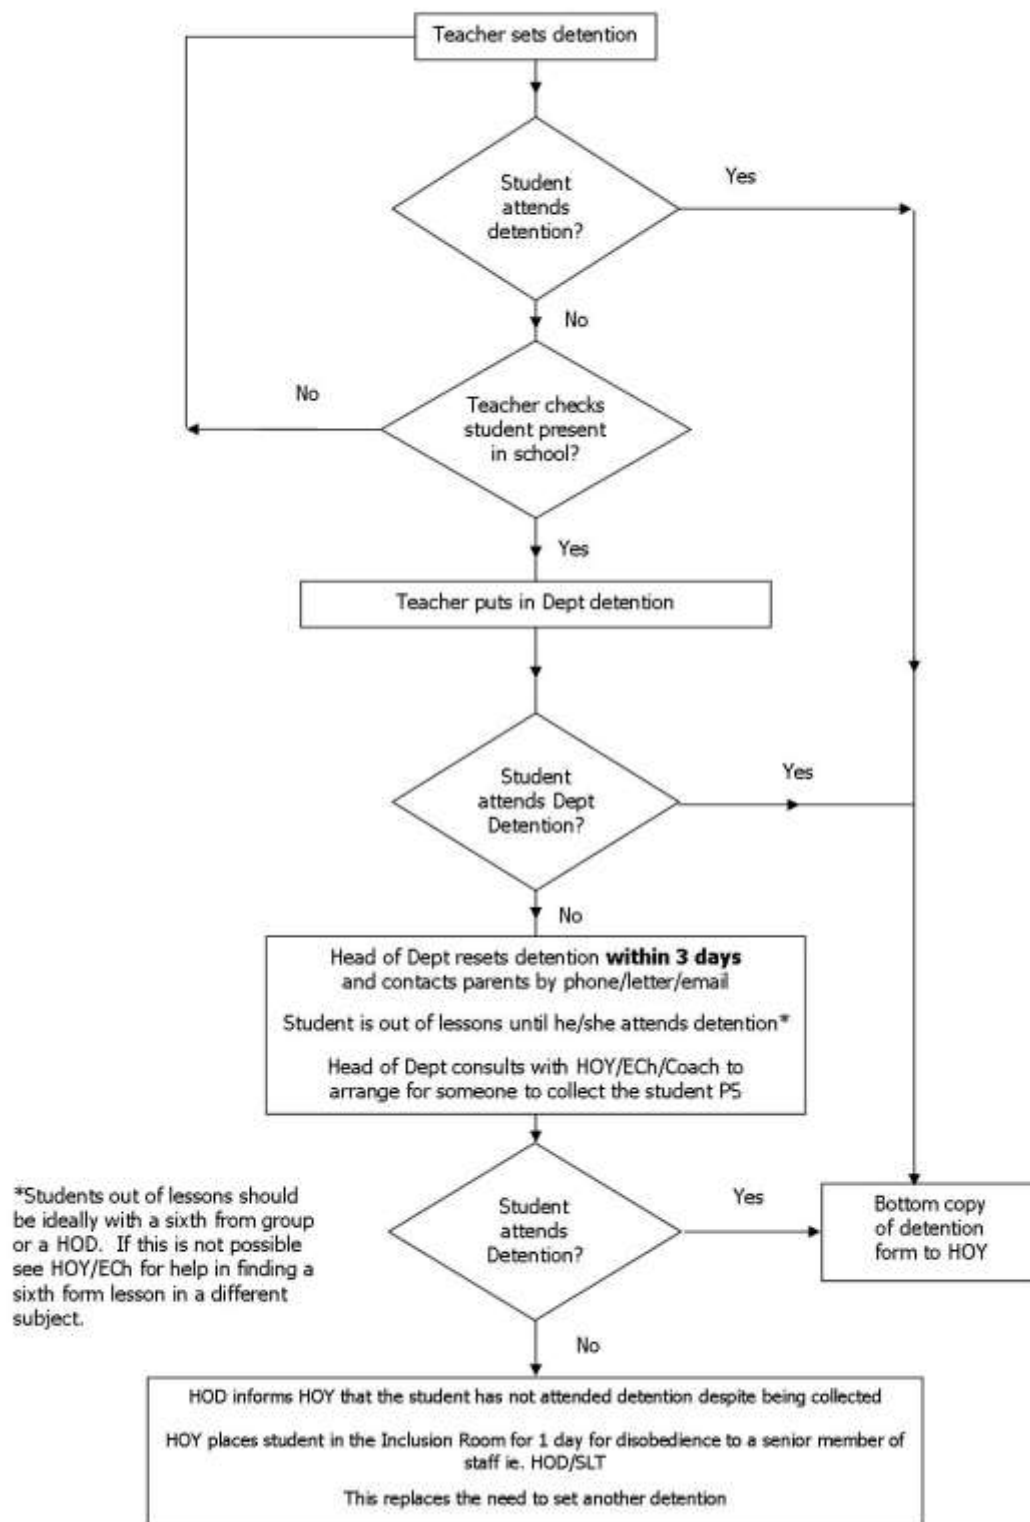 Teacher sets detention
Student
attends
detention?
Yes
No
Teacher checks
student present
in school?
No
Yes
Teacher puts in Dept detention
Student
attends Dept
Detention?
Yes
No
Head of Dept resets detention within 3 days
and contacts parents by phone/letter/email
Student is out of lessons until he/she attends detention*
Head of Dept consults with HOY/ECh/Coach to
arrange for someone to collect the student P5
*Students out of lessons should
be ideally with a sixth from group
or a HOD. If this is not possible
see HOY/ECh for help in finding a
sixth form lesson in a different
subject.
Student
attends
Detention?
Yes
Bottom copy
of detention
form to HOY
No
HOD informs HOY that the student has not attended detention despite being collected
HOY places student in the Inclusion Room for 1 day for disobedience to a senior member of
staff ie. HOD/SLT
This replaces the need to set another detention